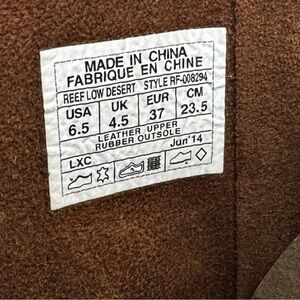 MADE IN CHINA
FABRIQUE EN CHINE
REEF LOW DESERT STYLE RF-008294
USA UK EUR CM
6.5 4.5 37 23.5
LEATHER UPPER
RUBBER OUTSOLE
LXC Jun'14